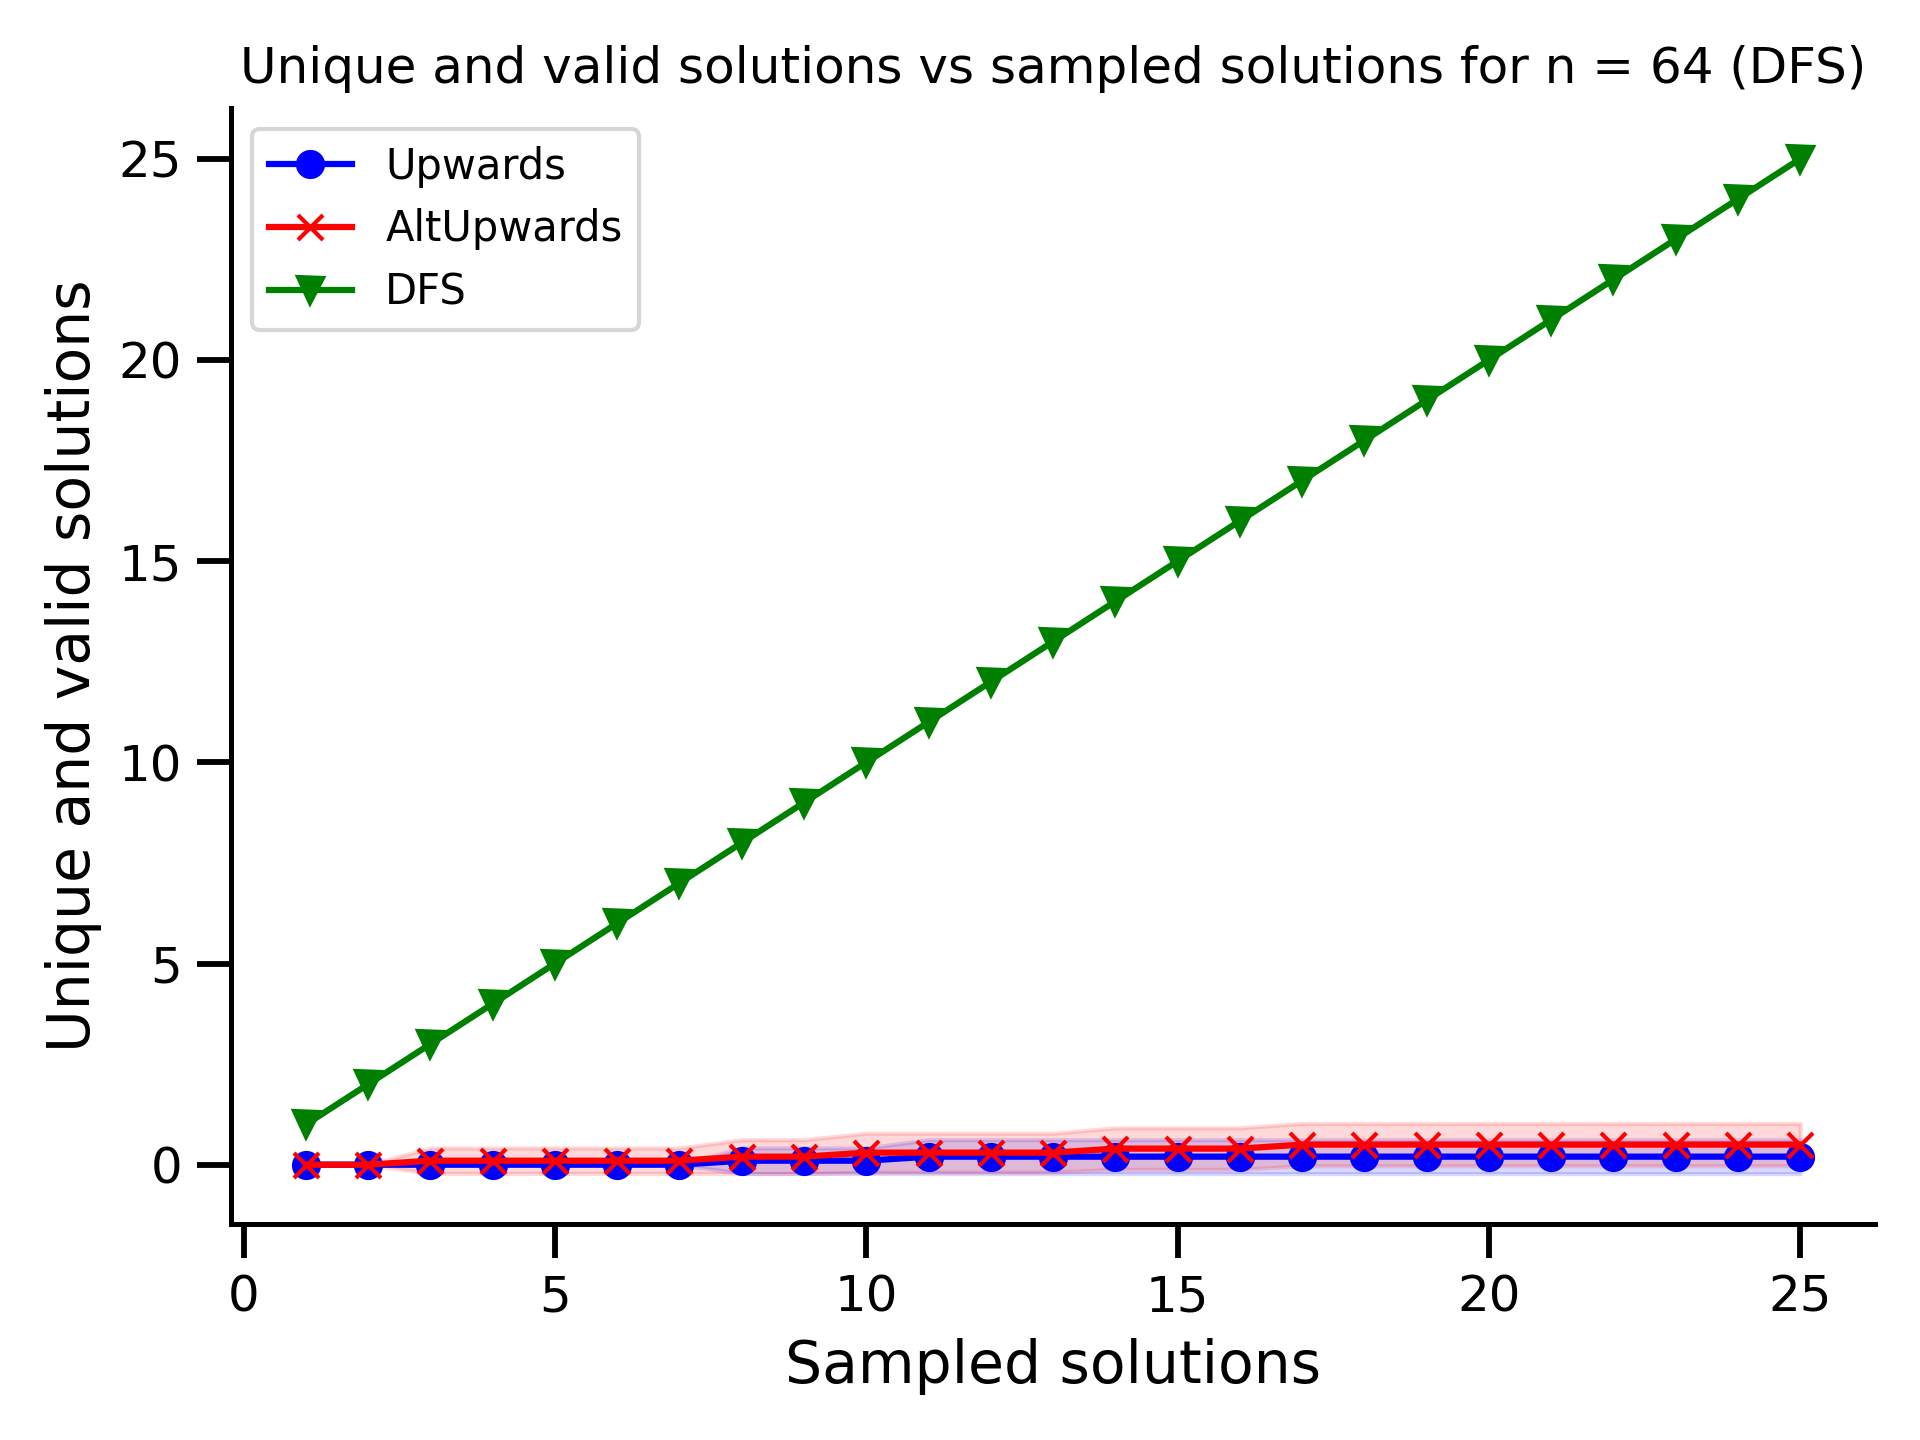 Unique and valid solutions vs sampled solutions for n = 64 (DFS)
Upwards
AltUpwards
DFS
Unique and valid solutions
25
20
15
10
5
0
0 5 10 15 20 25
Sampled solutions